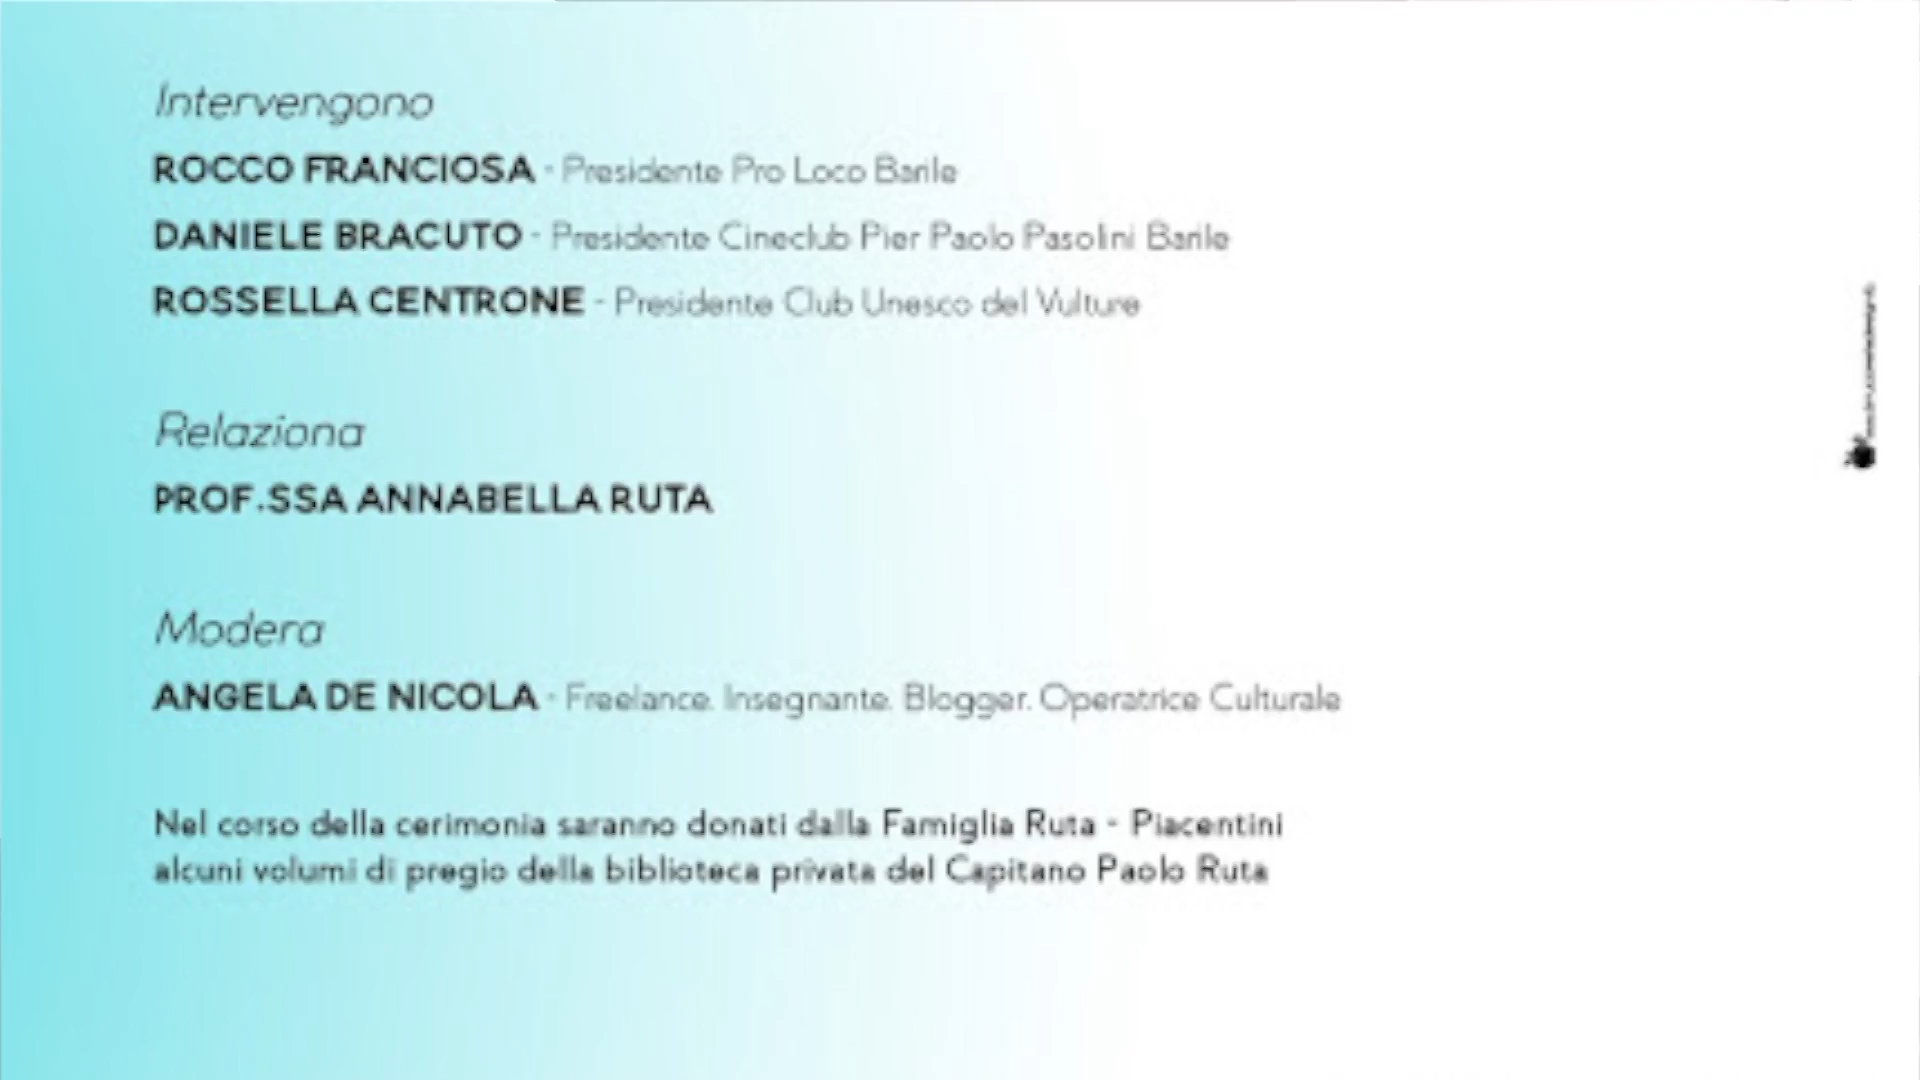 Intervengono
ROCCO FRANCIOSA - Presidente Pro Loco Barile
DANIELE BRACUTO - Presidente Cineclub Pier Paolo Pasolini Barile
ROSSELLA CENTRONE - Presidente Club Unesco del Vulture
Relaziona
PROF.SSA ANNABELLA RUTA
Modera
ANGELA DE NICOLA - Freelance. Insegnante. Blogger. Operatrice Culturale
Nel corso della cerimonia saranno donati dalla Famiglia Ruta - Piacentini
alcuni volumi di pregio della biblioteca privata del Capitano Paolo Ruta